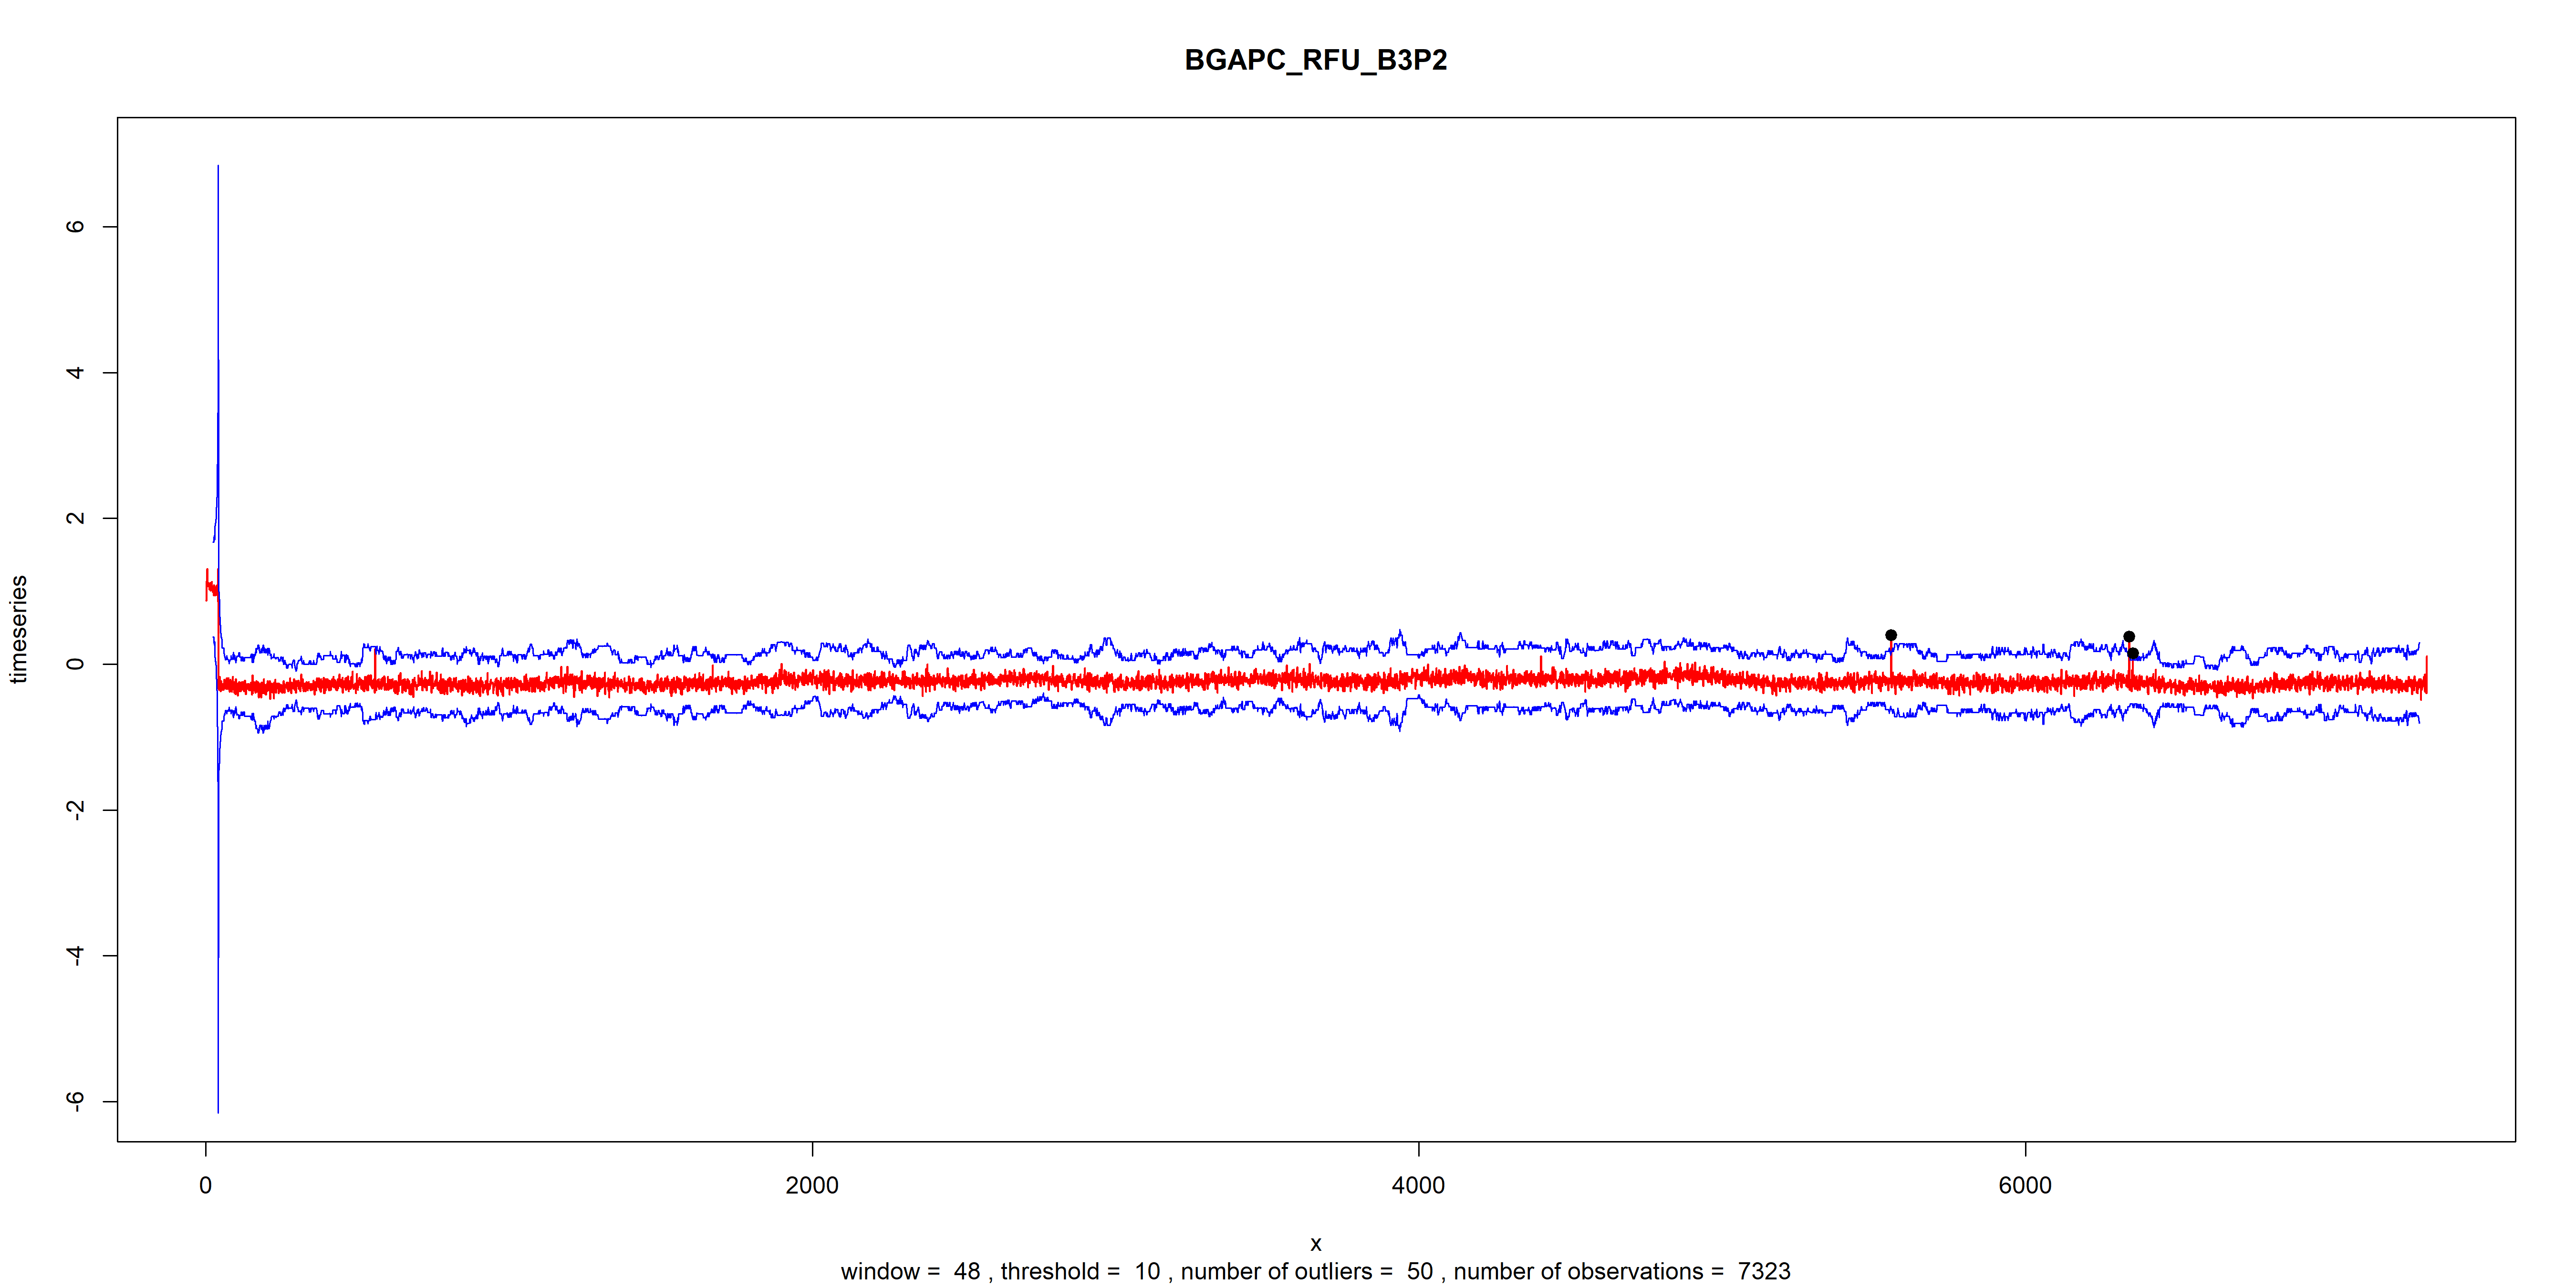 BGAPC_RFU_B3P2
timeseries
6
4
2
0
-2
-4
-6
0 2000 4000 6000
x
window = 48 , threshold = 10 , number of outliers = 50 , number of observations = 7323